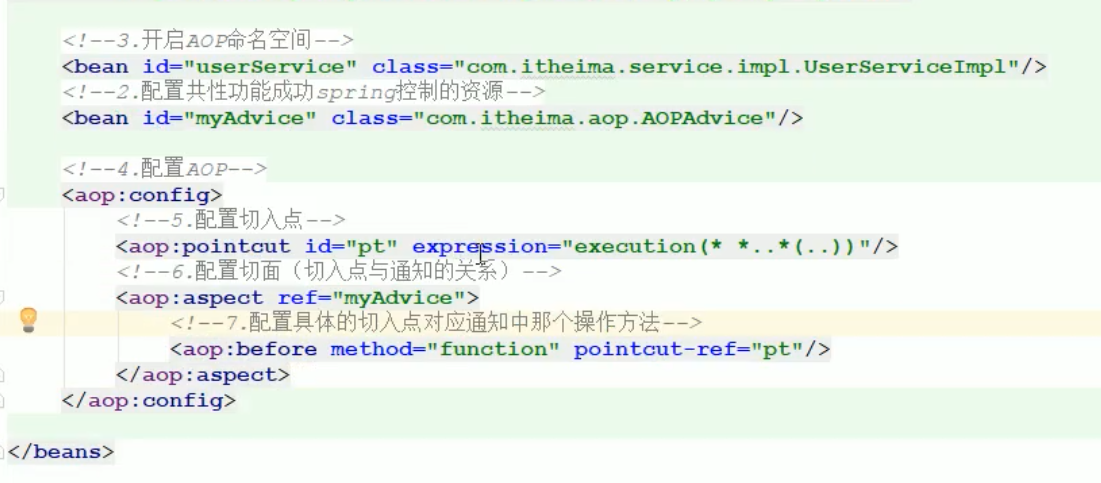 <!--3.开启AOP命名空间-->
<bean id="userService" class="com.itheima.service.impl.UserServiceImpl"/>
<!--2.配置共性功能成功spring控制的资源-->
<bean id="myAdvice" class="com.itheima.aop.AOPAdvice"/>
<!--4.配置AOP-->
<aop:config>
<!--5.配置切入点-->
<aop:pointcut id="pt" expression="execution(* *..*(..))"/>
<!--6.配置切面（切入点与通知的关系）-->
<aop:aspect ref="myAdvice">
<!--7.配置具体的切入点对应通知中那个操作方法-->
<aop:before method="function" pointcut-ref="pt"/>
</aop:aspect>
</aop:config>
</beans>